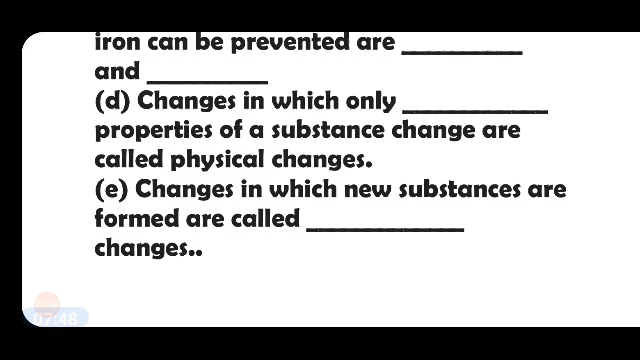 iron can be prevented are __________
and __________
(d) Changes in which only ____________
properties of a substance change are
called physical changes.
(e) Changes in which new substances are
formed are called _____________
changes..
07:48